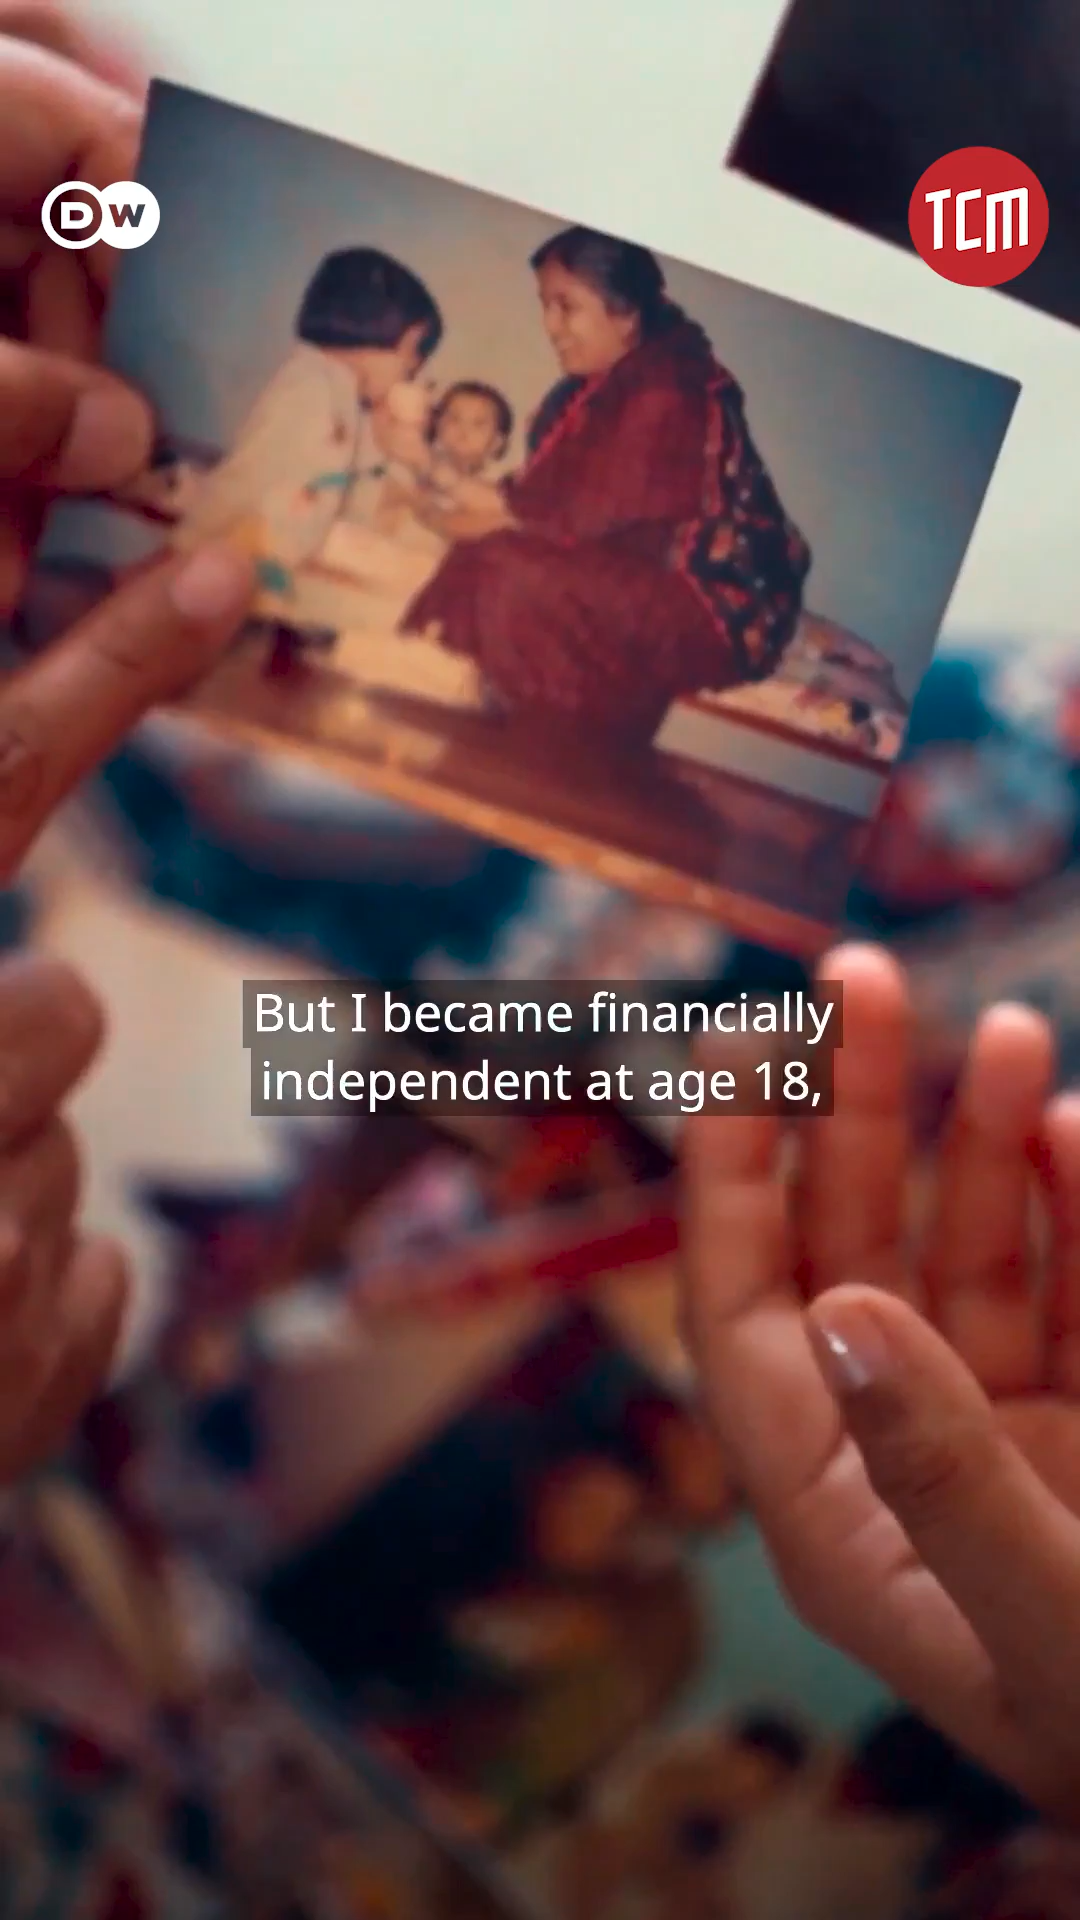 DW
TCM
But I became financially
independent at age 18,